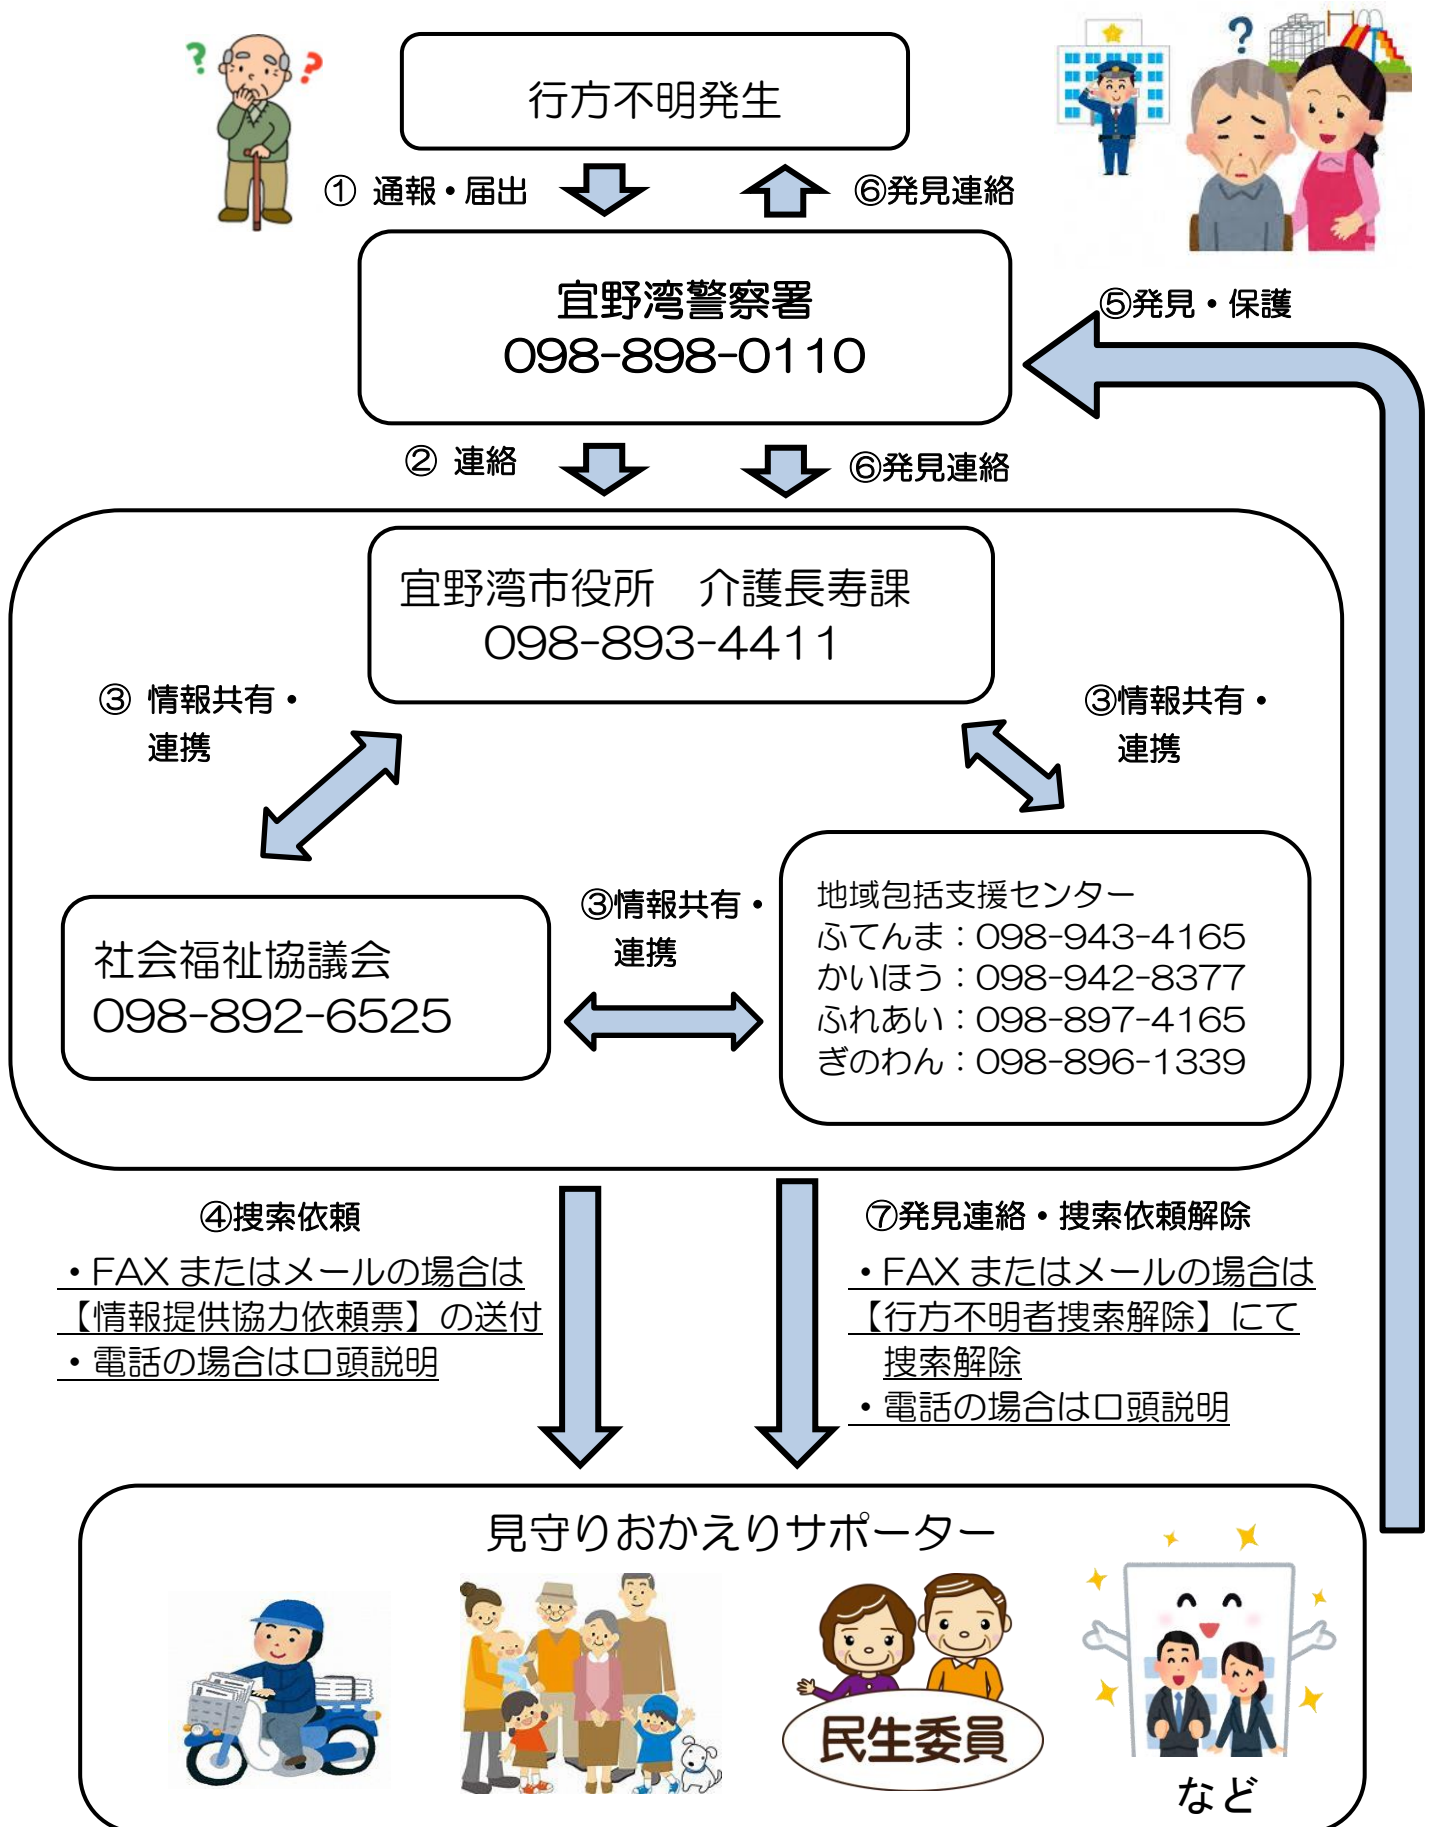 行方不明発生
① 通報・届出
⑥発見連絡
宜野湾警察署
098-898-0110
⑤発見・保護
② 連絡
⑥発見連絡
宜野湾市役所　介護長寿課
098-893-4411
③ 情報共有・
連携
③情報共有・
連携
社会福祉協議会
098-892-6525
③情報共有・
連携
地域包括支援センター
ふてんま：098-943-4165
かいほう：098-942-8377
ふれあい：098-897-4165
ぎのわん：098-896-1339
④捜索依頼
・FAX またはメールの場合は
【情報提供協力依頼票】の送付
・電話の場合は口頭説明
⑦発見連絡・捜索依頼解除
・FAX またはメールの場合は
【行方不明者捜索解除】にて
捜索解除
・電話の場合は口頭説明
見守りおかえりサポーター
民生委員
など
?
?
?